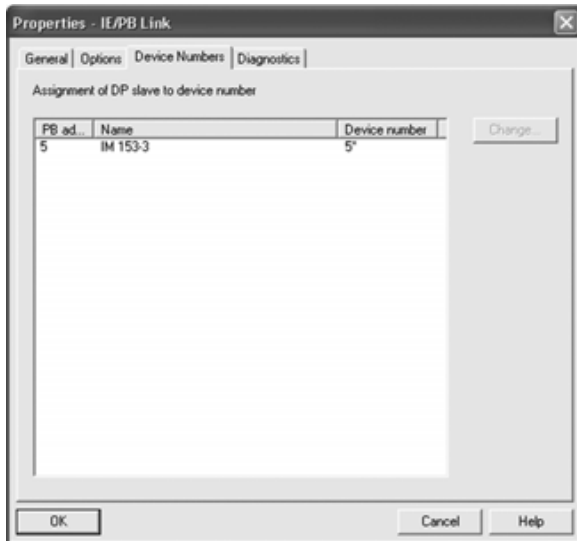 Properties - IE/PB Link
General Options Device Numbers Diagnostics
Assignment of DP slave to device number
PB ad... Name Device number
5 IM 153-3 5"
Change...
OK Cancel Help